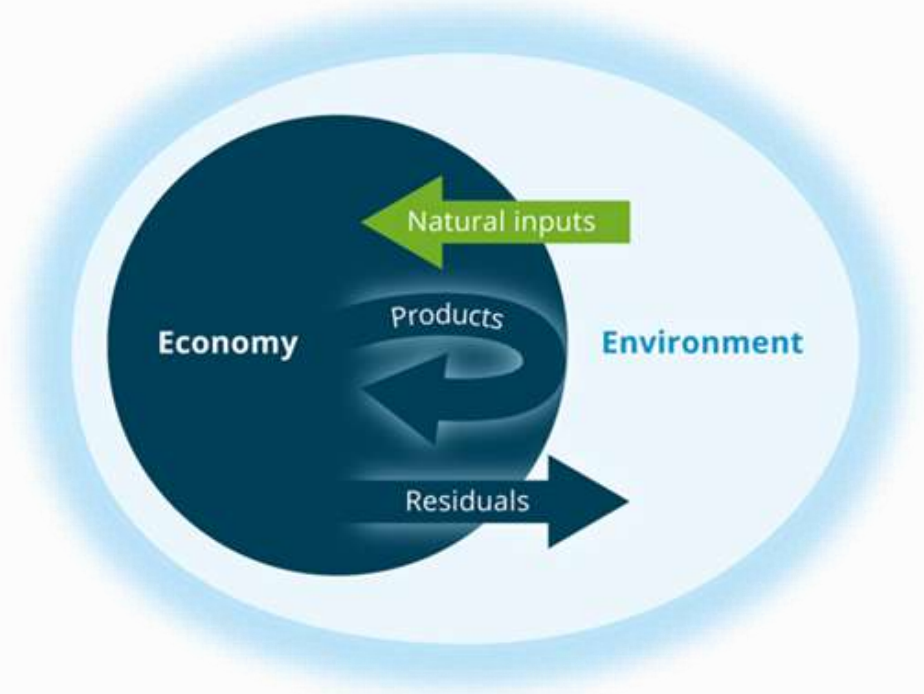 Natural inputs
Products
Economy
Environment
Residuals